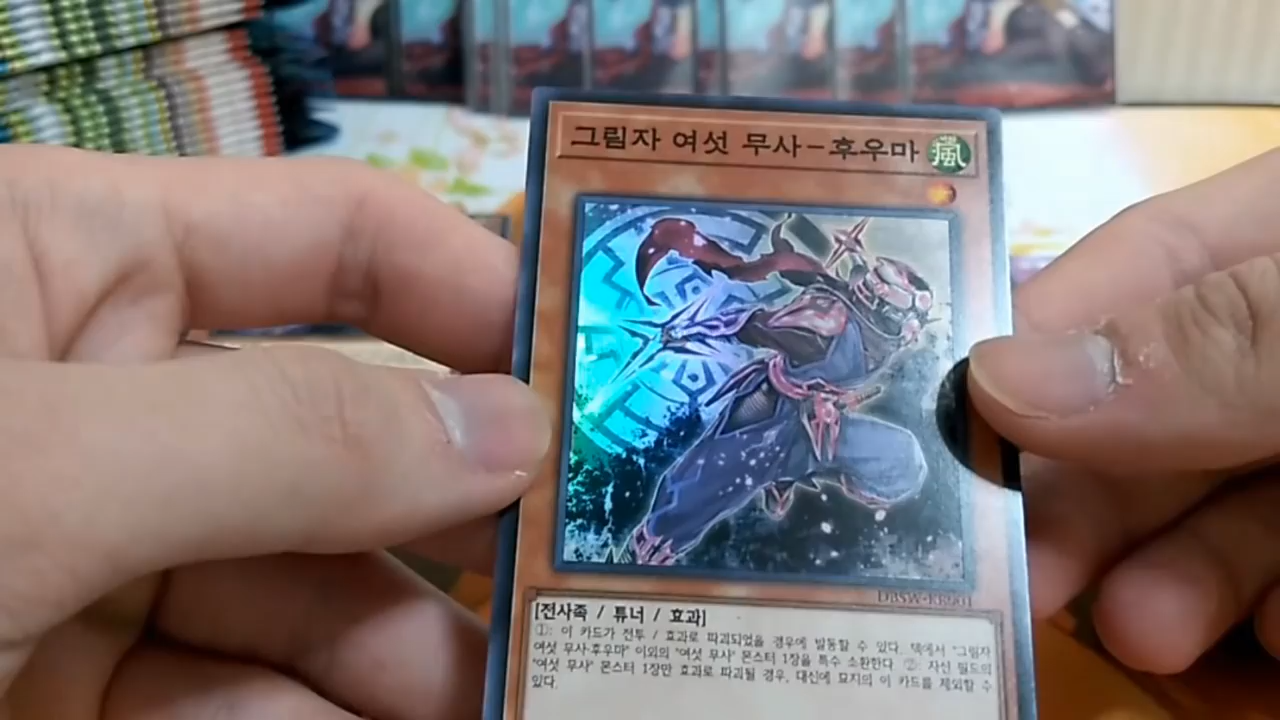 그림자 여섯 무사-후우마
嵐
DBSW-KR001
[전사족 / 튜너 / 효과]
①: 이 카드가 전투 / 효과로 파괴되었을 경우에 발동할 수 있다. 덱에서 "그림자
여섯 무사-후우마" 이외의 "여섯 무사" 몬스터 1장을 특수 소환한다. ②: 자신 필드의
"여섯 무사" 몬스터 1장만 효과로 파괴될 경우, 대신에 묘지의 이 카드를 제외할 수
있다.